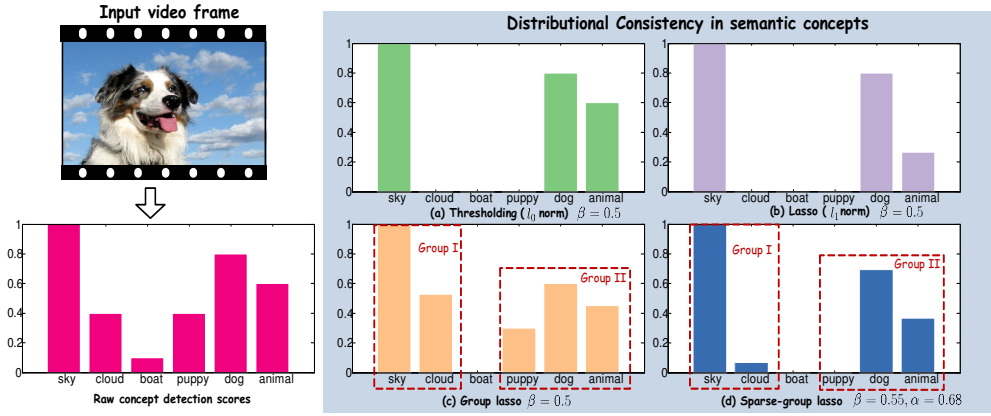 Input video frame
Distributional Consistency in semantic concepts
1
0.8
0.6
0.4
0.2
0
sky cloud boat puppy dog animal
(a) Thresholding ( l₀ norm) β = 0.5
1
0.8
0.6
0.4
0.2
0
sky cloud boat puppy dog animal
(b) Lasso ( l₁ norm) β = 0.5
1
0.8
0.6
0.4
0.2
0
sky cloud boat puppy dog animal
Raw concept detection scores
1
0.8
0.6
0.4
0.2
0
Group I
Group II
sky cloud boat puppy dog animal
(c) Group lasso β = 0.5
1
0.8
0.6
0.4
0.2
0
Group I
Group II
sky cloud boat puppy dog animal
(d) Sparse-group lasso β = 0.55, α = 0.68